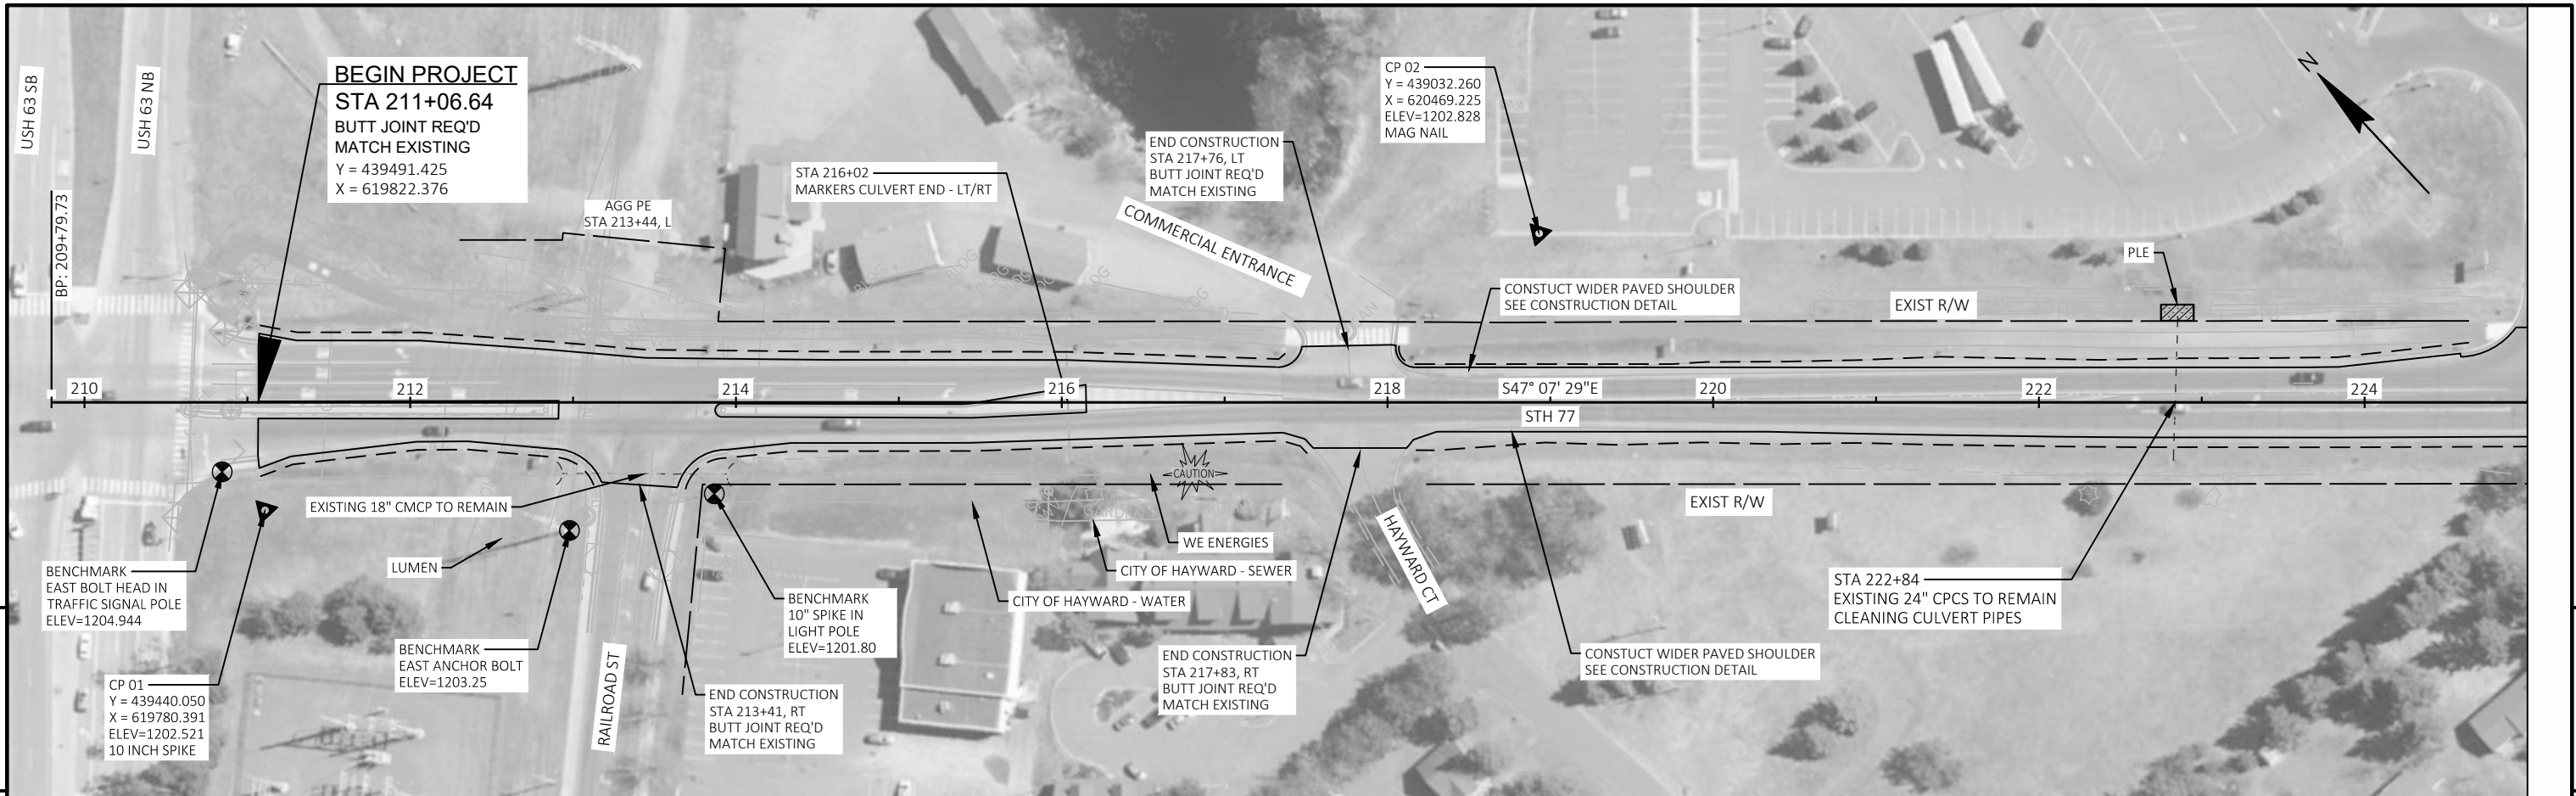 USH 63 SB
USH 63 NB
BEGIN PROJECT
STA 211+06.64
BUTT JOINT REQ'D
MATCH EXISTING
Y = 439491.425
X = 619822.376
BP: 209+79.73
AGG PE
STA 213+44, L
STA 216+02
MARKERS CULVERT END - LT/RT
END CONSTRUCTION
STA 217+76, LT
BUTT JOINT REQ'D
MATCH EXISTING
COMMERCIAL ENTRANCE
CP 02
Y = 439032.260
X = 620469.225
ELEV=1202.828
MAG NAIL
N
PLE
CONSTUCT WIDER PAVED SHOULDER
SEE CONSTRUCTION DETAIL
EXIST R/W
BLDG
BLDG
BLDG
210
212
214
216
218
S47° 07' 29"E
220
222
224
STH 77
EXISTING 18" CMCP TO REMAIN
CAUTION
GARDEN
EXIST R/W
LUMEN
WE ENERGIES
CITY OF HAYWARD - SEWER
CITY OF HAYWARD - WATER
HAYWARD CT
BENCHMARK
EAST BOLT HEAD IN
TRAFFIC SIGNAL POLE
ELEV=1204.944
BENCHMARK
10" SPIKE IN
LIGHT POLE
ELEV=1201.80
STA 222+84
EXISTING 24" CPCS TO REMAIN
CLEANING CULVERT PIPES
BENCHMARK
EAST ANCHOR BOLT
ELEV=1203.25
RAILROAD ST
END CONSTRUCTION
STA 217+83, RT
BUTT JOINT REQ'D
MATCH EXISTING
CONSTUCT WIDER PAVED SHOULDER
SEE CONSTRUCTION DETAIL
CP 01
Y = 439440.050
X = 619780.391
ELEV=1202.521
10 INCH SPIKE
END CONSTRUCTION
STA 213+41, RT
BUTT JOINT REQ'D
MATCH EXISTING